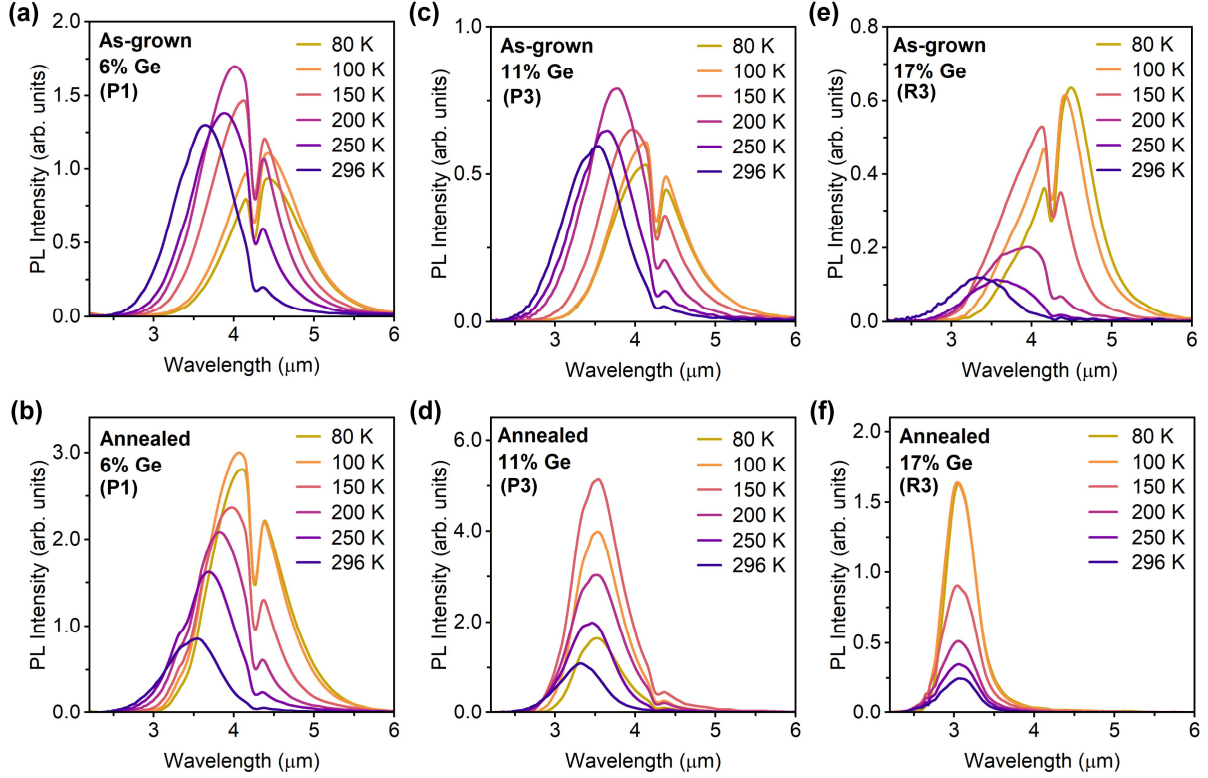 (a)
As-grown
6% Ge
(P1)
80 K
100 K
150 K
200 K
250 K
296 K
2.0
1.5
1.0
0.5
0.0
PL Intensity (arb. units)
3 4 5 6
Wavelength (μm)
(c)
As-grown
11% Ge
(P3)
80 K
100 K
150 K
200 K
250 K
296 K
1.0
0.5
0.0
PL Intensity (arb. units)
3 4 5 6
Wavelength (μm)
(e)
As-grown
17% Ge
(R3)
80 K
100 K
150 K
200 K
250 K
296 K
0.8
0.6
0.4
0.2
0.0
PL Intensity (arb. units)
3 4 5 6
Wavelength (μm)
(b)
Annealed
6% Ge
(P1)
80 K
100 K
150 K
200 K
250 K
296 K
3.0
2.0
1.0
0.0
PL Intensity (arb. units)
3 4 5 6
Wavelength (μm)
(d)
Annealed
11% Ge
(P3)
80 K
100 K
150 K
200 K
250 K
296 K
6.0
4.0
2.0
0.0
PL Intensity (arb. units)
3 4 5 6
Wavelength (μm)
(f)
Annealed
17% Ge
(R3)
80 K
100 K
150 K
200 K
250 K
296 K
2.0
1.5
1.0
0.5
0.0
PL Intensity (arb. units)
3 4 5 6
Wavelength (μm)